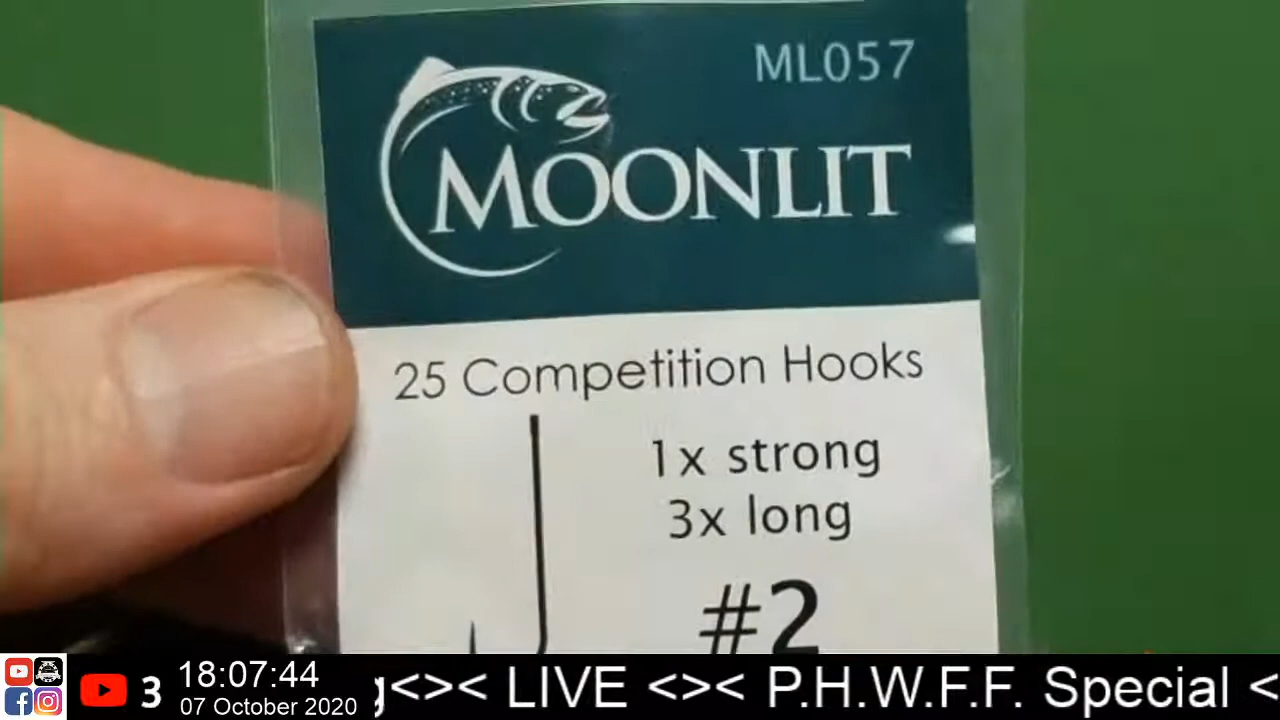 ML057
MOONLIT
25 Competition Hooks
1x strong
3x long
#2
3
18:07:44
07 October 2020
g<>< LIVE <>< P.H.W.F.F. Special <